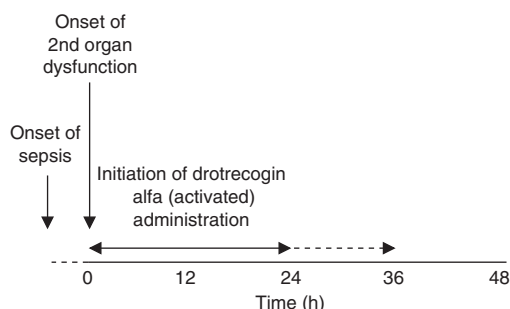 Onset of
2nd organ
dysfunction
Onset of
sepsis
Initiation of drotrecogin
alfa (activated)
administration
0 12 24 36 48
Time (h)